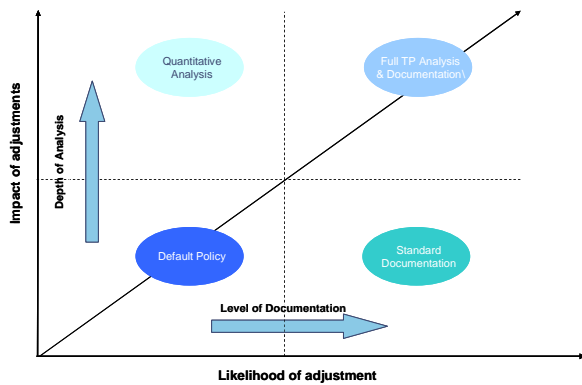 Quantitative
Analysis
Full TP Analysis
& Documentation\
Impact of adjustments
Depth of Analysis
Default Policy
Standard
Documentation
Level of Documentation
Likelihood of adjustment